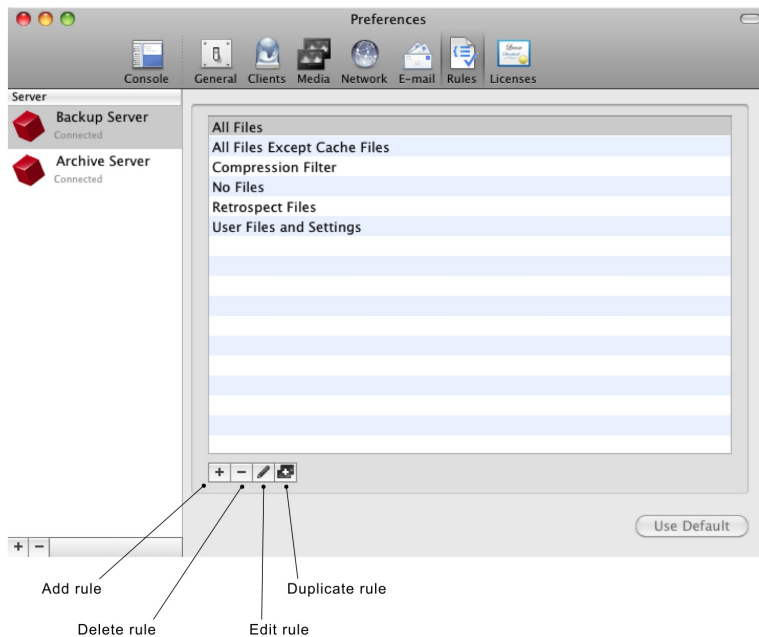 Preferences
Console
General
Clients
Media
Network
E-mail
Rules
Licenses
Server
Backup Server
Connected
Archive Server
Connected
All Files
All Files Except Cache Files
Compression Filter
No Files
Retrospect Files
User Files and Settings
Use Default
Add rule
Duplicate rule
Delete rule
Edit rule